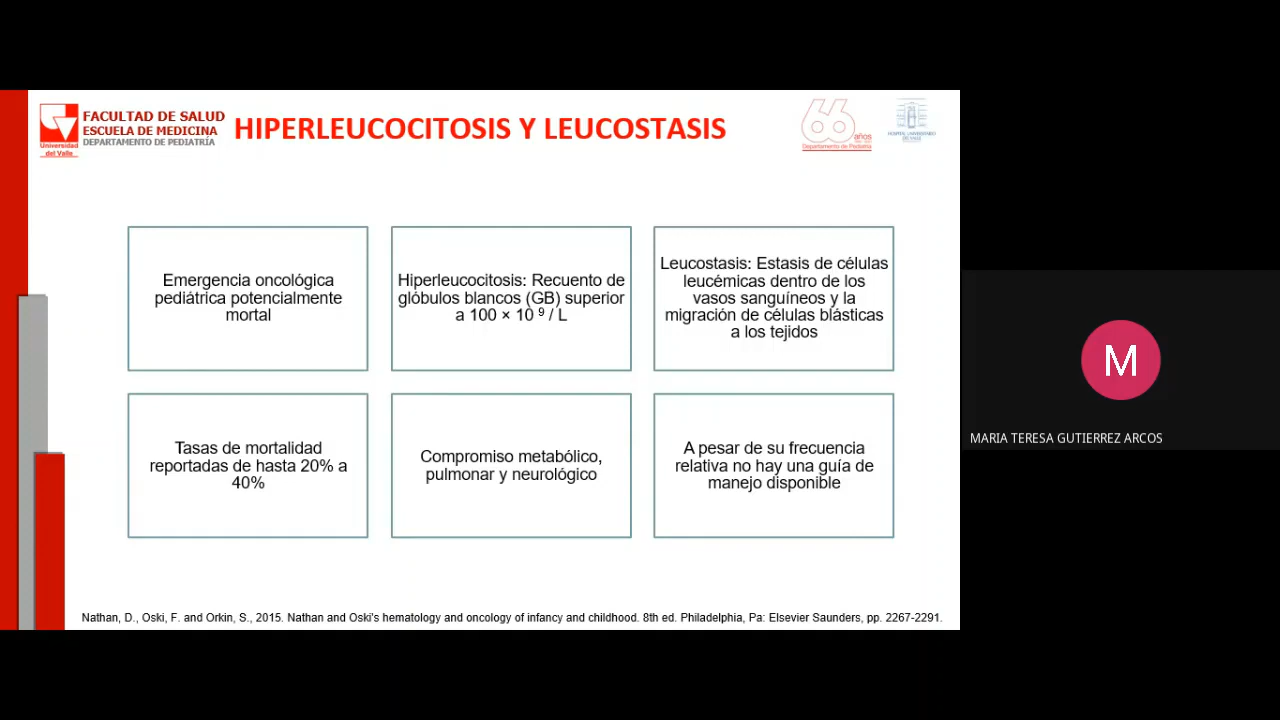 FACULTAD DE SALUD
ESCUELA DE MEDICINA
DEPARTAMENTO DE PEDIATRÍA
Universidad
del Valle
HIPERLEUCOCITOSIS Y LEUCOSTASIS
66
años
Departamento de Pediatría
HOSPITAL UNIVERSITARIO
DEL VALLE
Emergencia oncológica
pediátrica potencialmente
mortal
Hiperleucocitosis: Recuento de
glóbulos blancos (GB) superior
a 100 × 10 ⁹ / L
Leucostasis: Estasis de células
leucémicas dentro de los
vasos sanguíneos y la
migración de células blásticas
a los tejidos
Tasas de mortalidad
reportadas de hasta 20% a
40%
Compromiso metabólico,
pulmonar y neurológico
A pesar de su frecuencia
relativa no hay una guía de
manejo disponible
Nathan, D., Oski, F. and Orkin, S., 2015. Nathan and Oski's hematology and oncology of infancy and childhood. 8th ed. Philadelphia, Pa: Elsevier Saunders, pp. 2267-2291.
M
MARIA TERESA GUTIERREZ ARCOS